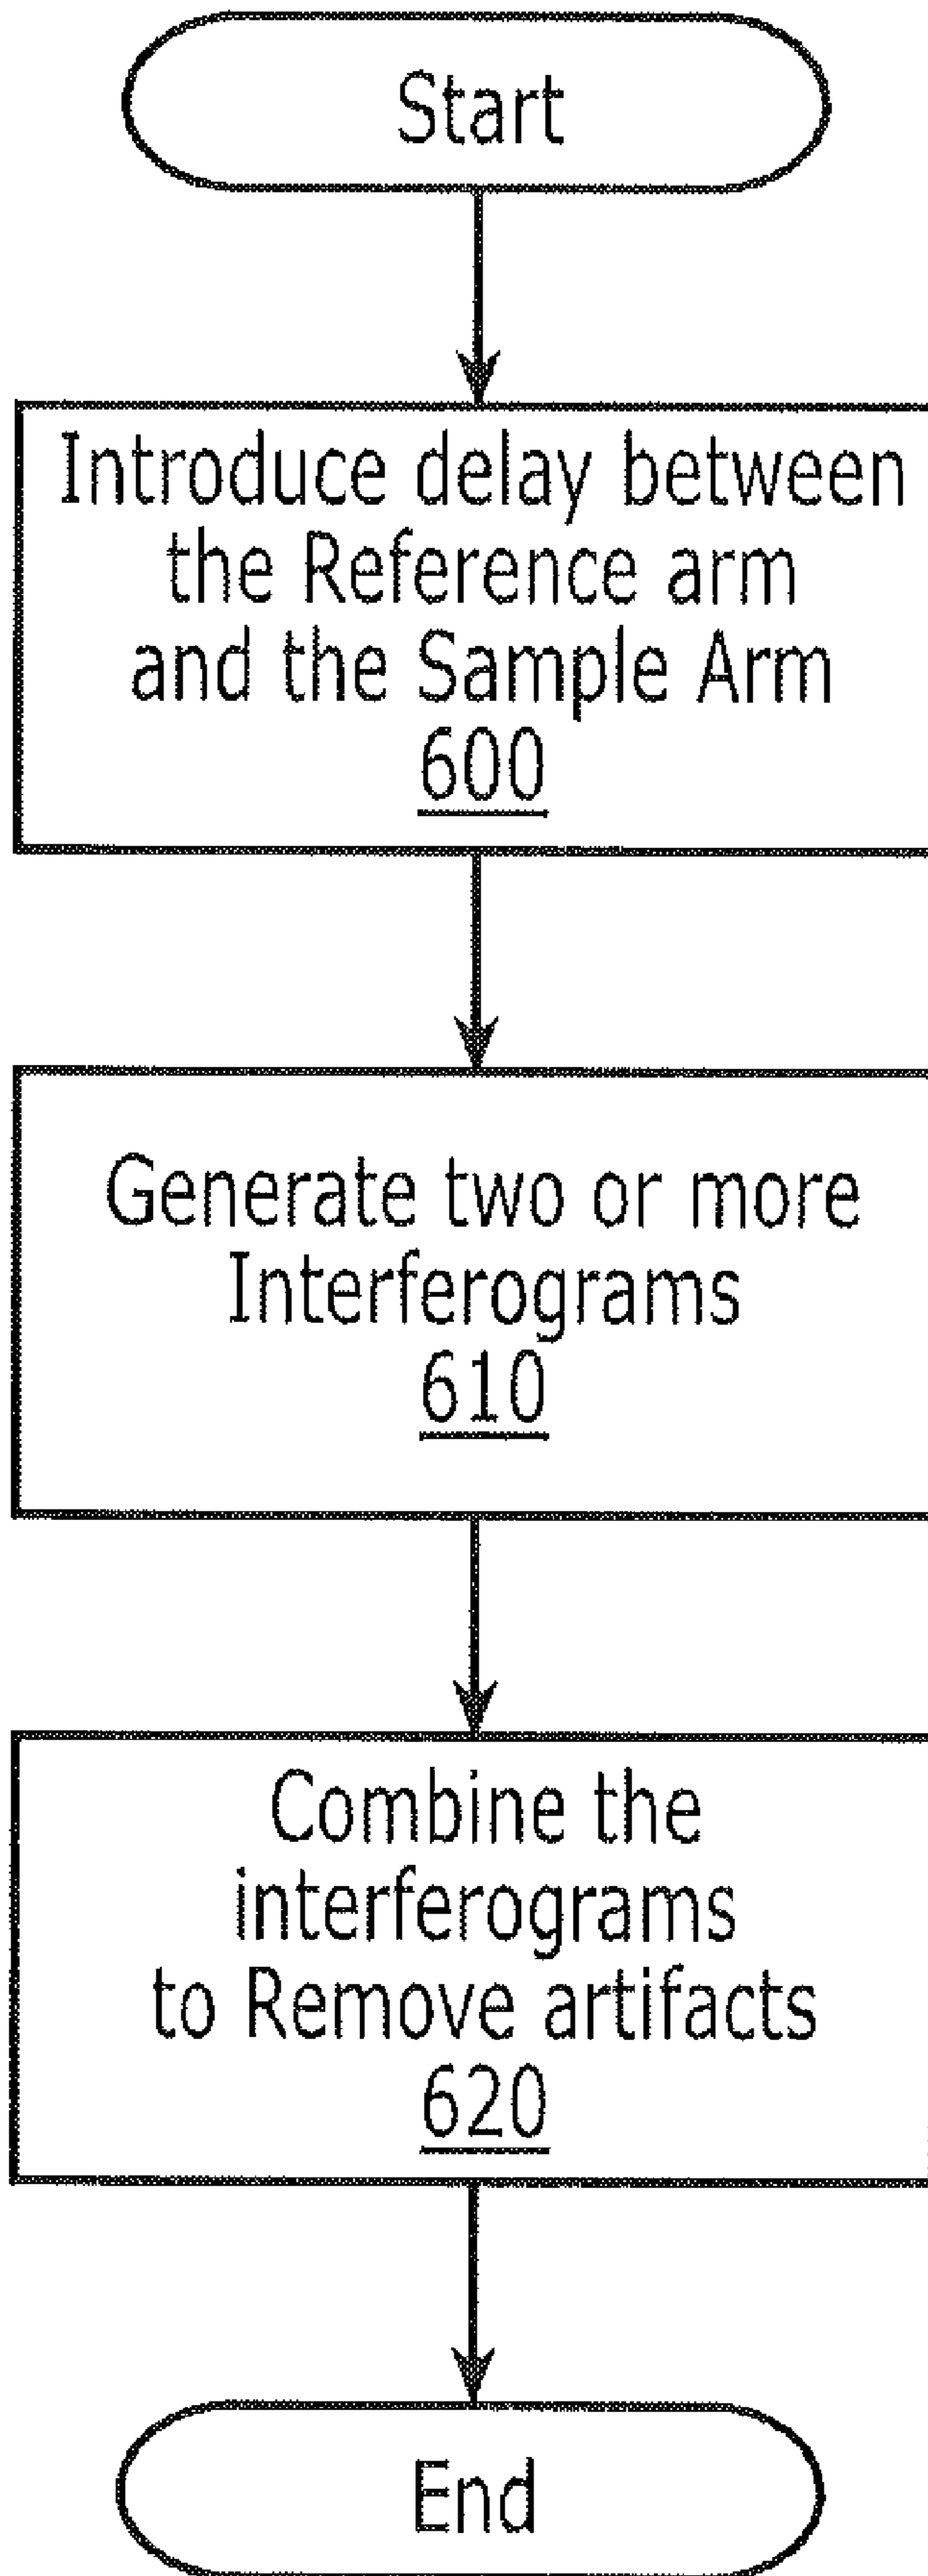 Start
Introduce delay between
the Reference arm
and the Sample Arm
600
Generate two or more
Interferograms
610
Combine the
interferograms
to Remove artifacts
620
End